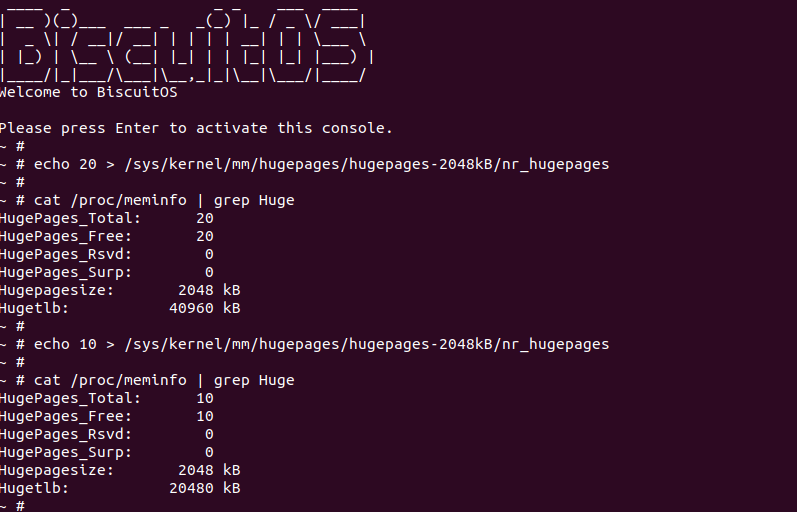 BiscuitOS
Welcome to BiscuitOS
Please press Enter to activate this console.
~ #
~ # echo 20 > /sys/kernel/mm/hugepages/hugepages-2048kB/nr_hugepages
~ #
~ # cat /proc/meminfo | grep Huge
HugePages_Total:      20
HugePages_Free:       20
HugePages_Rsvd:        0
HugePages_Surp:        0
Hugepagesize:       2048 kB
Hugetlb:           40960 kB
~ #
~ # echo 10 > /sys/kernel/mm/hugepages/hugepages-2048kB/nr_hugepages
~ #
~ # cat /proc/meminfo | grep Huge
HugePages_Total:      10
HugePages_Free:       10
HugePages_Rsvd:        0
HugePages_Surp:        0
Hugepagesize:       2048 kB
Hugetlb:           20480 kB
~ #